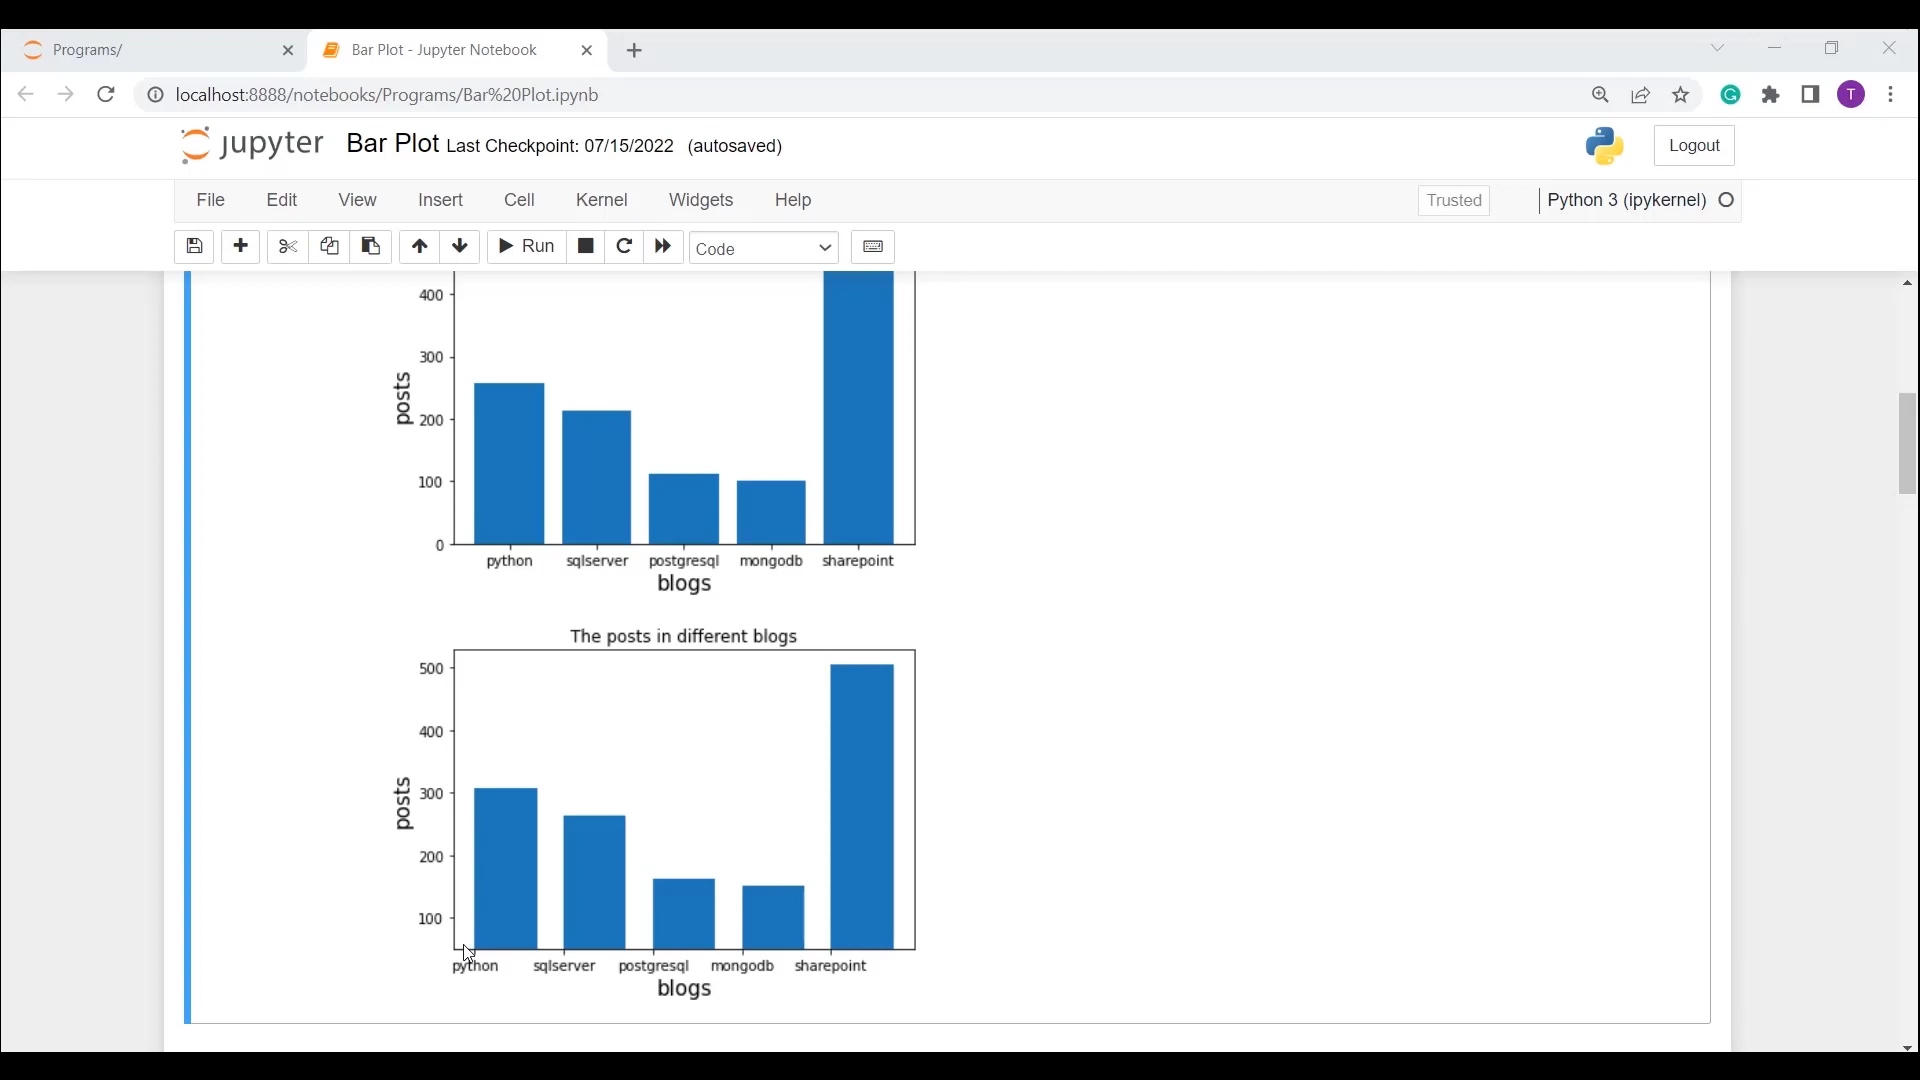 Programs/
Bar Plot - Jupyter Notebook
localhost:8888/notebooks/Programs/Bar%20Plot.ipynb
T
jupyter Bar Plot Last Checkpoint: 07/15/2022 (autosaved)
Logout
File Edit View Insert Cell Kernel Widgets Help
Trusted
Python 3 (ipykernel)
Run
Code
400
300
200
100
0
posts
python sqlserver postgresql mongodb sharepoint
blogs
The posts in different blogs
500
400
300
200
100
posts
python sqlserver postgresql mongodb sharepoint
blogs